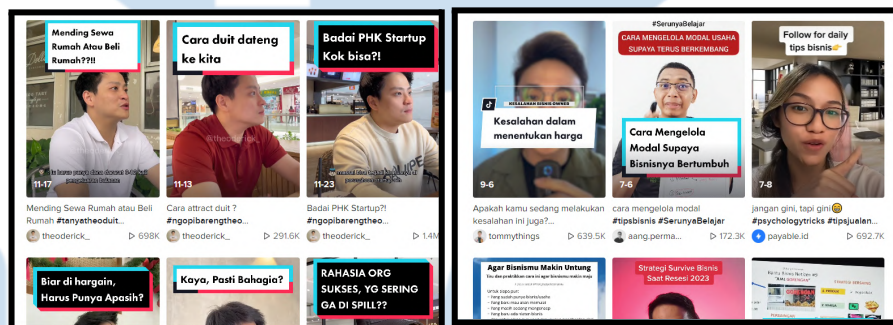 Mending Sewa
Rumah Atau Beli
Rumah??!!
11-17
Mending Sewa Rumah atau Beli
Rumah #tanyatheoduit...
theoderick_
698K
Cara duit dateng
ke kita
@theoderick_
11-13
Cara attract duit ?
#ngopibarengtheo...
theoderick_
291.6K
Badai PHK Startup
Kok bisa?!
11-23
Badai PHK Startup?!
#ngopibarengtheo...
theoderick_
1.4M
Biar di hargain,
Harus Punya Apasih?
Kaya, Pasti Bahagia?
RAHASIA ORG
SUKSES, YG SERING
GA DI SPILL??
KESALAHAN BISNIS OWNER
Kesalahan dalam
menentukan harga
9-6
Apakah kamu sedang melakukan
kesalahan ini juga?...
tommythings
639.5K
#SerunyaBelajar
CARA MENGELOLA MODAL USAHA
SUPAYA TERUS BERKEMBANG
Cara Mengelola
Modal Supaya
Bisnisnya Bertumbuh
7-6
cara mengelola modal
#tipsbisnis #SerunyaBelajar
aang.perma...
172.3K
Follow for daily
tips bisnis
7-8
jangan gini, tapi gini
#psychologytricks #tipsjualan...
payable.id
692.7K
Agar Bisnismu Makin Untung
Untuk siapa pun:
Strategi Survive Bisnis
Saat Resesi 2023